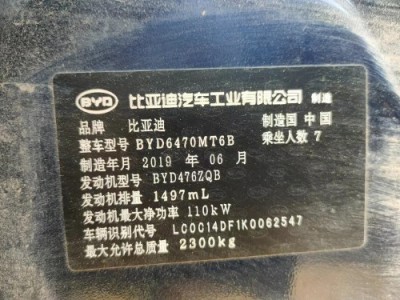 BYD 比亚迪汽车工业有限公司 制造
品牌 比亚迪 制造国 中国
整车型号 BYD6470MT6B 乘坐人数 7
制造年月 2019 年 06 月
发动机型号 BYD476ZQB
发动机排量 1497mL
发动机最大净功率 110kW
车辆识别代号 LC0C14DF1K0062547
最大允许总质量 2300kg